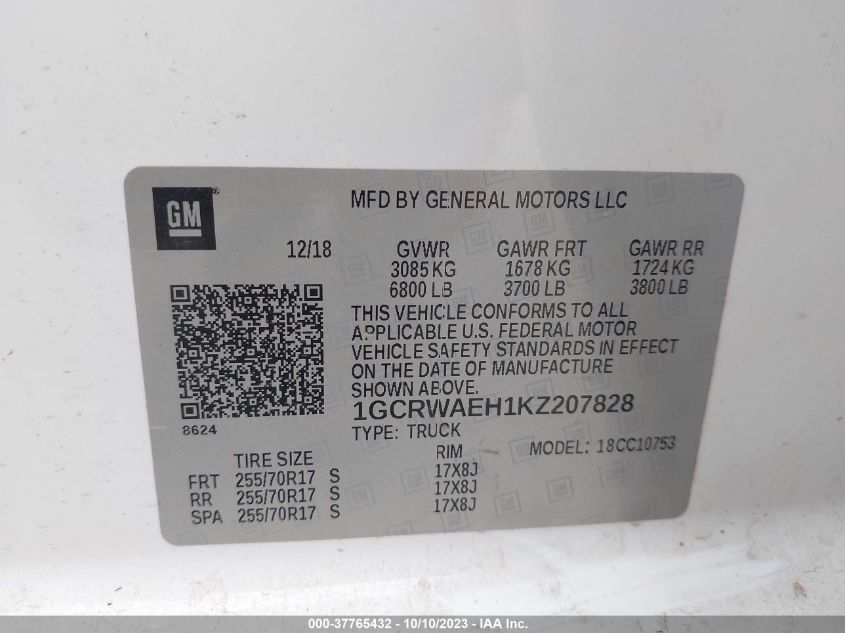 GM
®
MFD BY GENERAL MOTORS LLC
12/18 GVWR GAWR FRT GAWR RR
3085 KG 1678 KG 1724 KG
6800 LB 3700 LB 3800 LB
THIS VEHICLE CONFORMS TO ALL
APPLICABLE U.S. FEDERAL MOTOR
VEHICLE SAFETY STANDARDS IN EFFECT
ON THE DATE OF MANUFACTURE
SHOWN ABOVE.
1GCRWAEH1KZ207828
8624
TYPE: TRUCK
MODEL: 18CC10753
TIRE SIZE RIM
FRT 255/70R17 S 17X8J
RR 255/70R17 S 17X8J
SPA 255/70R17 S 17X8J
000-37765432 - 10/10/2023 - IAA Inc.